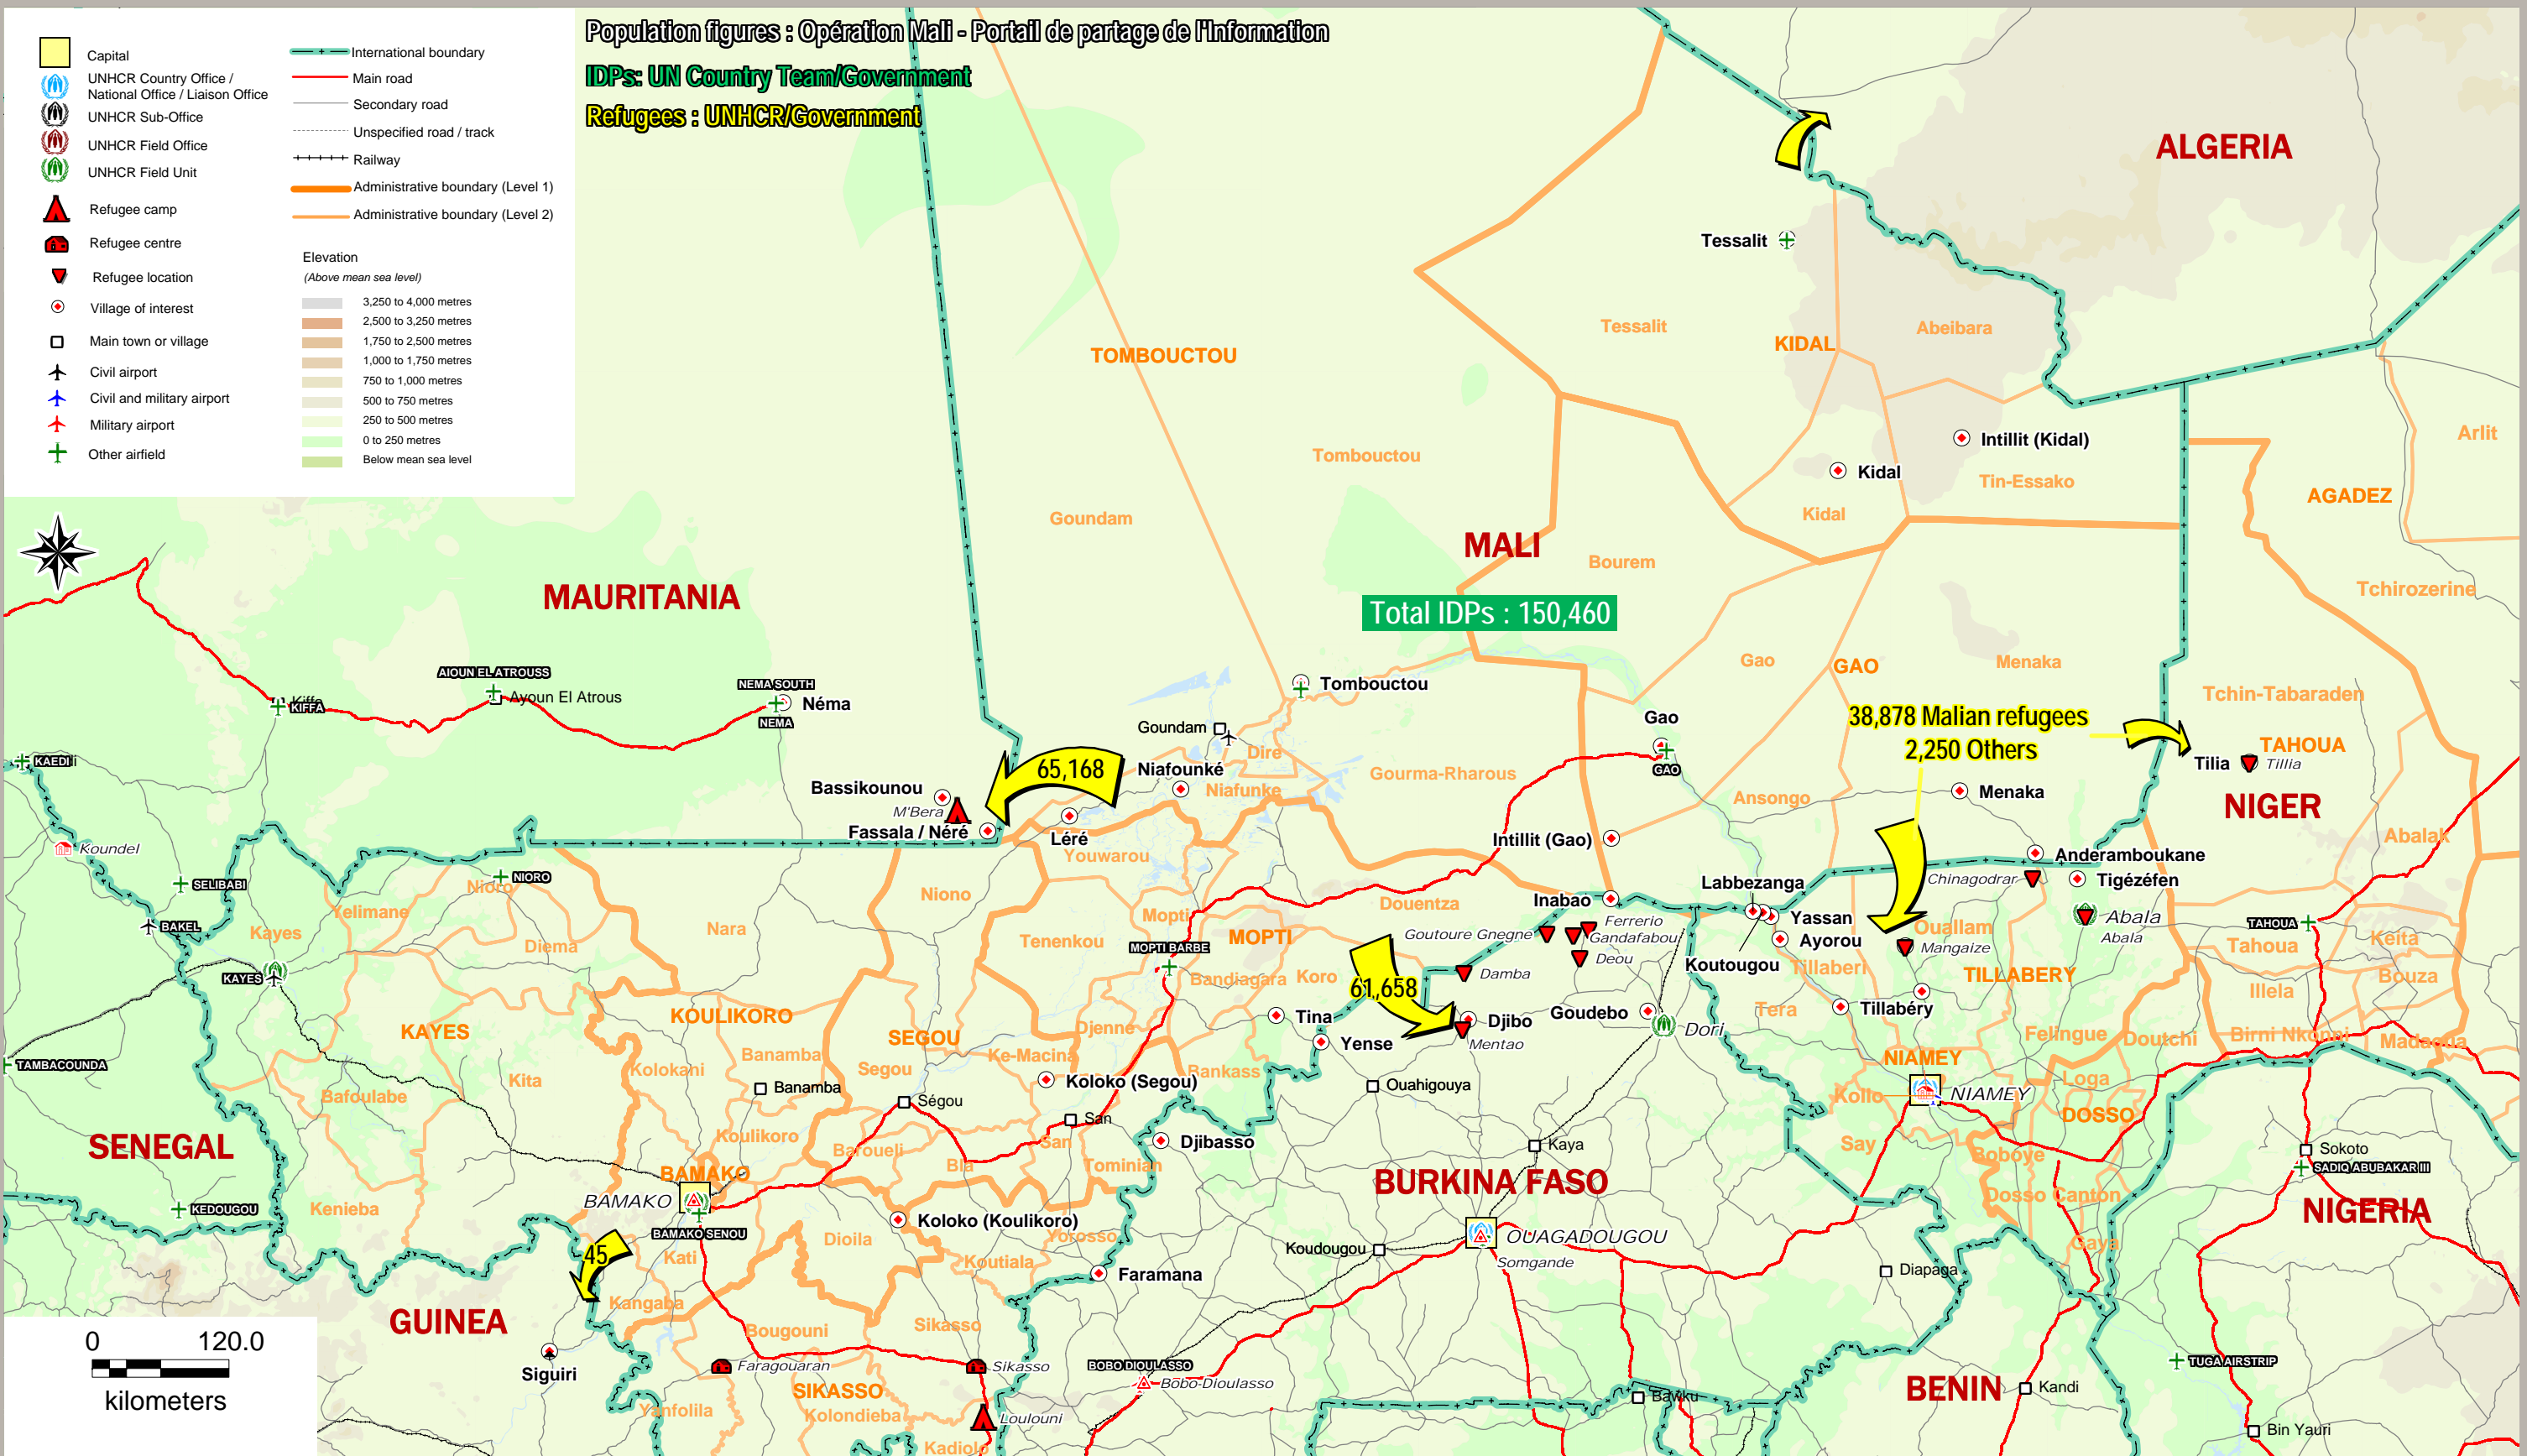 Population figures : Opération Mali - Portail de partage de l'Information
IDPs: UN Country Team/Government
Refugees : UNHCR/Government
Capital
UNHCR Country Office /
National Office / Liaison Office
UNHCR Sub-Office
UNHCR Field Office
UNHCR Field Unit
Refugee camp
Refugee centre
Refugee location
Village of interest
Main town or village
Civil airport
Civil and military airport
Military airport
Other airfield
International boundary
Main road
Secondary road
Unspecified road / track
Railway
Administrative boundary (Level 1)
Administrative boundary (Level 2)
Elevation
(Above mean sea level)
3,250 to 4,000 metres
2,500 to 3,250 metres
1,750 to 2,500 metres
1,000 to 1,750 metres
750 to 1,000 metres
500 to 750 metres
250 to 500 metres
0 to 250 metres
Below mean sea level
ALGERIA
Tessalit
Tessalit
KIDAL
Abeibara
TOMBOUCTOU
Tombouctou
Goundam
Intillit (Kidal)
Kidal
Tin-Essako
Kidal
Arlit
AGADEZ
MALI
Bourem
Tchirozerine
Total IDPs : 150,460
MAURITANIA
AIOUN EL ATROUSS
Ayoun El Atrous
Kiffa
KIFFA
NEMA SOUTH
Néma
NEMA
Tombouctou
Goundam
Dire
Gao
GAO
Menaka
Tchin-Tabaraden
38,878 Malian refugees
2,250 Others
TAHOUA
Tilia
Tillia
NIGER
KAEDI
Gao
GAO
65,168
Niafounké
Niafunke
Gourma-Rharous
Ansongo
Menaka
Bassikounou
M'Bera
Fassala / Néré
Léré
Youwarou
Intillit (Gao)
Abalak
Anderamboukane
Chinagodrar
Tigézéfen
Koundel
SELIBABI
NIORO
Nioro
Yelimane
Niono
Labbezanga
Inabao
Douentza
Ferrerio
Yassan
Abala
Abala
TAHOUA
Tahoua
Keita
BAKEL
Kayes
Nara
Diema
Mopti
MOPTI
Tenenkou
MOPTI BARBE
Goutoure Gnegne
Gandafabou
Deou
Ayorou
Ouallam
Mangaize
Koutougou
Tillaberi
TILLABERY
KAYES
Bandiagara
Koro
Damba
Bouza
Illela
61,658
Goudebo
Dori
Tera
Tillabéry
KAYES
KOULIKORO
SEGOU
Djenne
Tina
Djibo
Mentao
Yense
Felingue
Doutchi
Birni Nkonni
Madaoua
TAMBACOUNDA
Kita
Kolokani
Banamba
Banamba
Segou
Ke-Macina
Koloko (Segou)
Bankass
Ouahigouya
NIAMEY
NIAMEY
Loga
Bafoulabe
Kollo
DOSSO
SENEGAL
Ségou
San
San
Koulikoro
Baroueli
Bla
Tominian
Djibasso
Kaya
Say
Boboye
Sokoto
SADIQ ABUBAKAR III
BAMAKO
BAMAKO
BAMAKO SENOU
BURKINA FASO
Dosso Canton
NIGERIA
KEDOUGOU
Kenieba
Koloko (Koulikoro)
Dioila
Yorosso
Koutiala
Koudougou
OUAGADOUGOU
Somgande
Gaya
45
Kati
Faramana
Diapaga
GUINEA
Kangaba
Bougouni
Sikasso
0 120.0
kilometers
Siguiri
Faragouaran
Sikasso
BOBO DIOULASSO
Bobo-Dioulasso
TUGA AIRSTRIP
SIKASSO
BENIN
Kandi
Bawku
Yanfolila
Kolondieba
Loulouni
Kadiolo
Bin Yauri